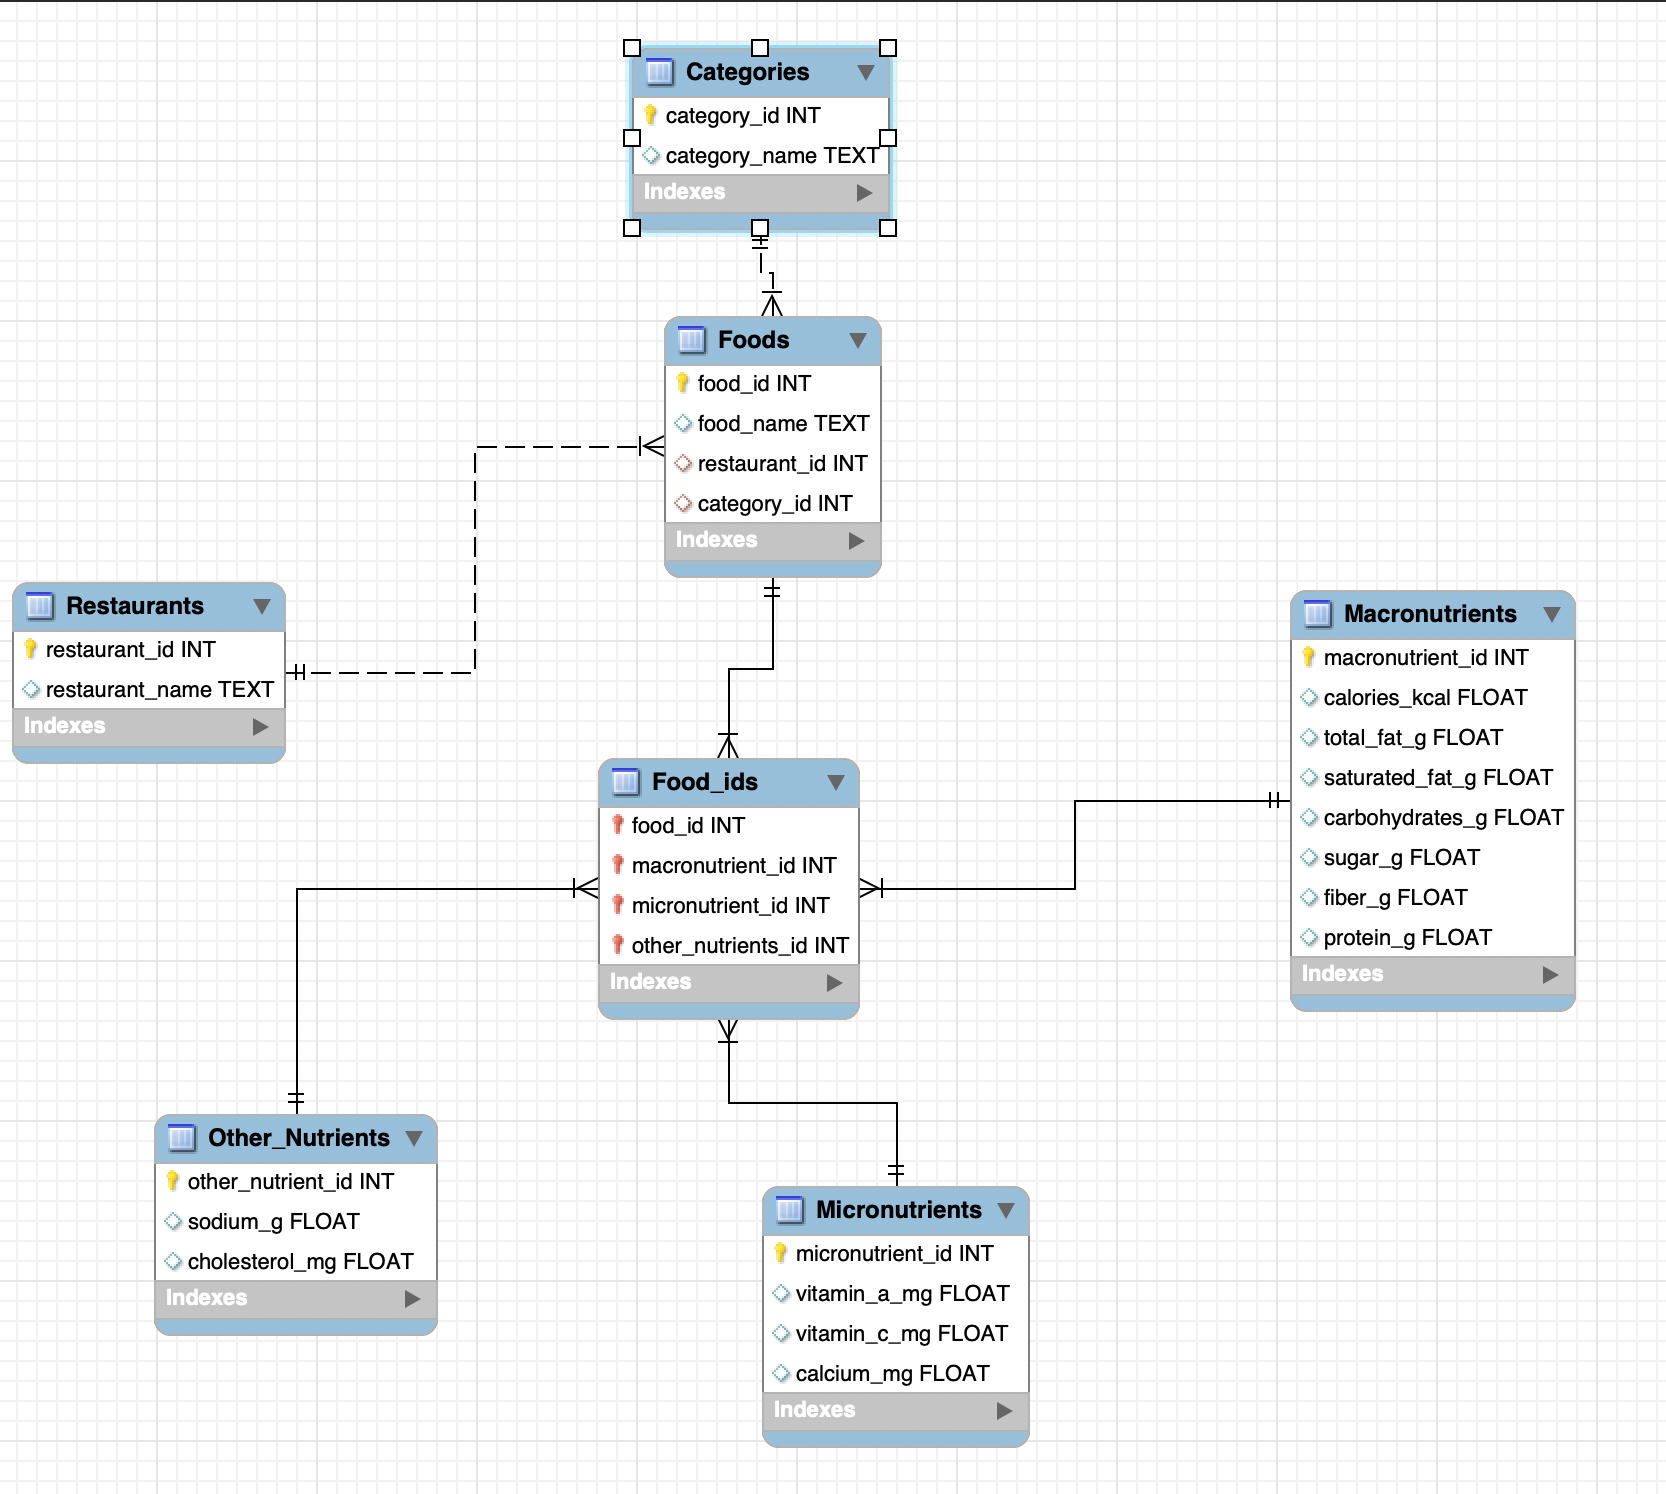 Categories
category_id INT
category_name TEXT
Indexes
Foods
food_id INT
food_name TEXT
restaurant_id INT
category_id INT
Indexes
Restaurants
restaurant_id INT
restaurant_name TEXT
Indexes
Macronutrients
macronutrient_id INT
calories_kcal FLOAT
total_fat_g FLOAT
saturated_fat_g FLOAT
carbohydrates_g FLOAT
sugar_g FLOAT
fiber_g FLOAT
protein_g FLOAT
Indexes
Food_ids
food_id INT
macronutrient_id INT
micronutrient_id INT
other_nutrients_id INT
Indexes
Other_Nutrients
other_nutrient_id INT
sodium_g FLOAT
cholesterol_mg FLOAT
Indexes
Micronutrients
micronutrient_id INT
vitamin_a_mg FLOAT
vitamin_c_mg FLOAT
calcium_mg FLOAT
Indexes